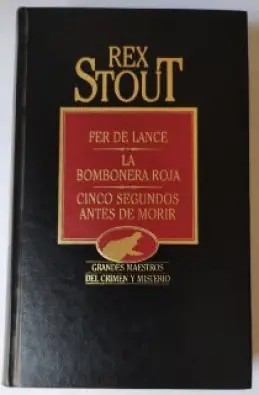 REX
STOUT
FER DE LANCE
LA
BOMBONERA ROJA
CINCO SEGUNDOS
ANTES DE MORIR
GRANDES MAESTROS
DEL CRIMEN Y MISTERIO